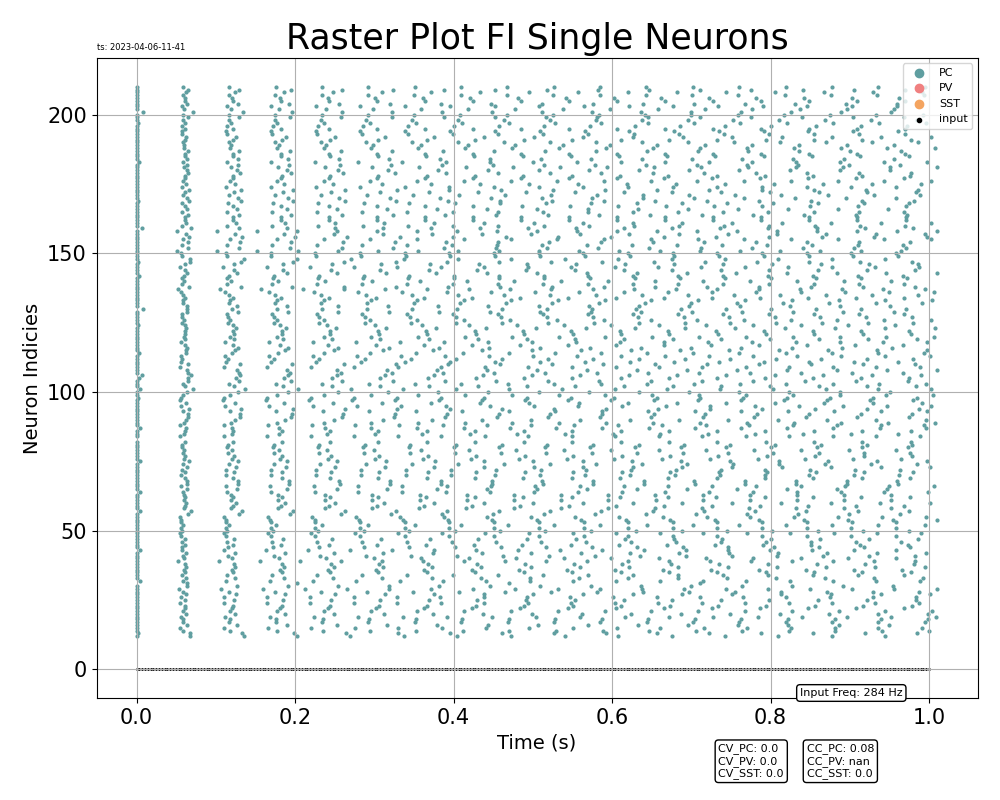 Raster Plot FI Single Neurons
ts: 2023-04-06-11-41
PC
PV
SST
input
Neuron Indicies
200
150
100
50
0
Input Freq: 284 Hz
0.0 0.2 0.4 0.6 0.8 1.0
Time (s)
CV_PC: 0.0
CV_PV: 0.0
CV_SST: 0.0
CC_PC: 0.08
CC_PV: nan
CC_SST: 0.0